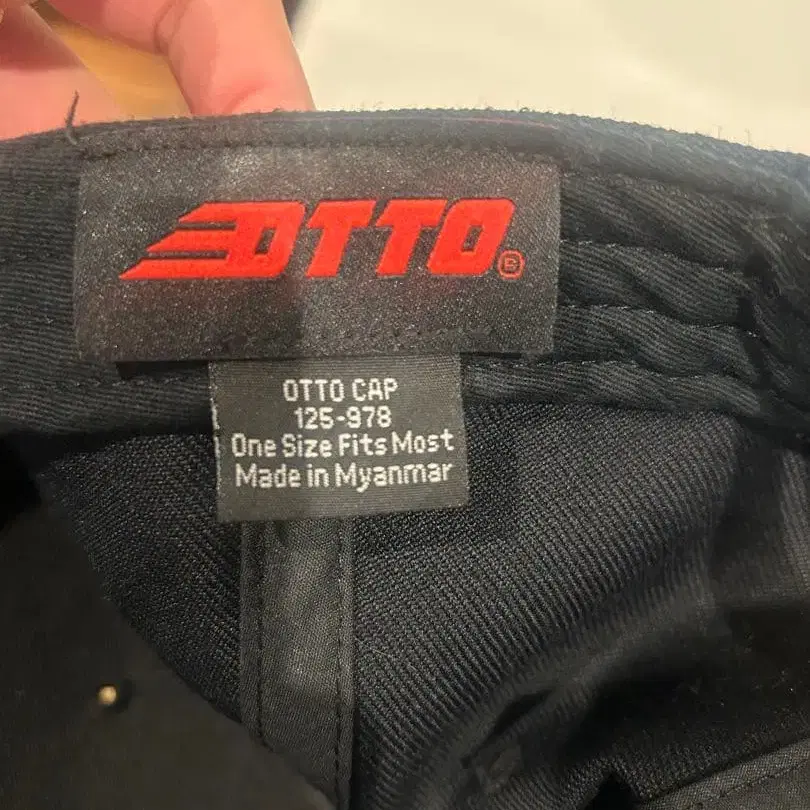 OTTO®
OTTO CAP
125-978
One Size Fits Most
Made in Myanmar